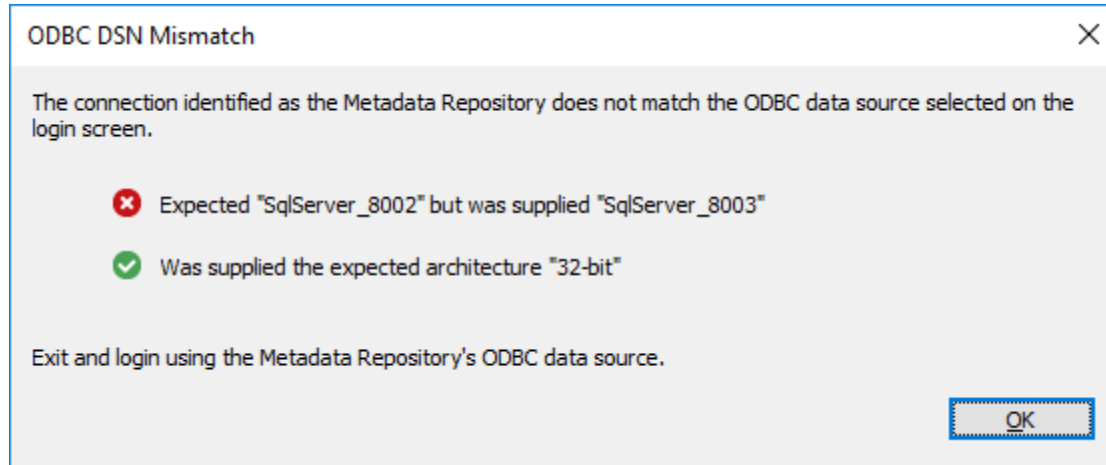 ODBC DSN Mismatch
The connection identified as the Metadata Repository does not match the ODBC data source selected on the
login screen.
Expected "SqlServer_8002" but was supplied "SqlServer_8003"
Was supplied the expected architecture "32-bit"
Exit and login using the Metadata Repository's ODBC data source.
OK